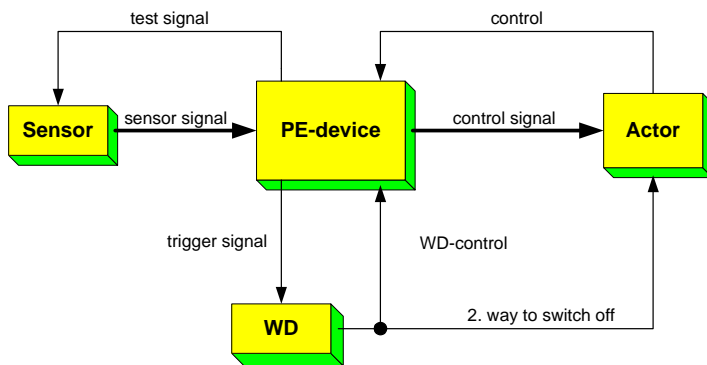 test signal
control
Sensor
sensor signal
PE-device
control signal
Actor
trigger signal
WD-control
WD
2. way to switch off